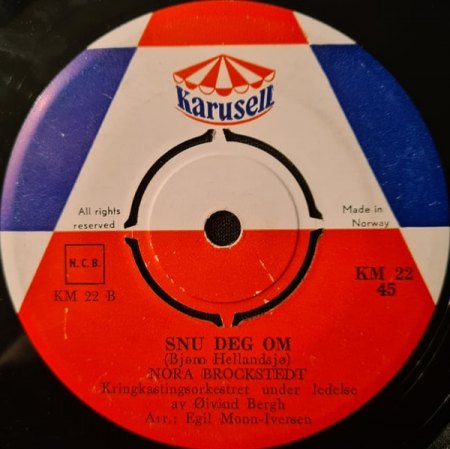 Karusell
All rights
reserved
Made in
Norway
N.C.B.
KM 22 B
KM 22
45
SNU DEG OM
(Bjørn Hellandsjø)
NORA BROCKSTEDT
Kringkastingsorkestret under ledelse
av Øivind Bergh
Arr.: Egil Monn-Iversen